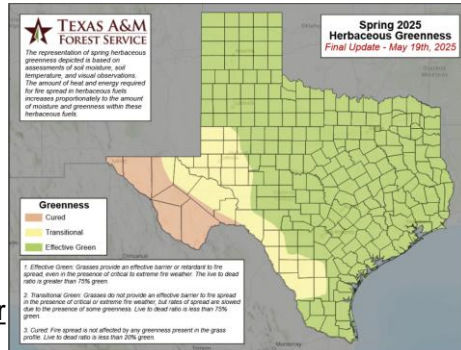 TEXAS A&M
FOREST SERVICE
The representation of spring herbaceous
greenness depicted is based on
assessments of soil moisture, soil
temperature, and visual observations.
The amount of heat and energy required
for fire spread in herbaceous fuels
increases proportionately to the amount
of moisture and greenness within these
herbaceous fuels.
Spring 2025
Herbaceous Greenness
Final Update - May 19th, 2025
Greenness
Cured
Transitional
Effective Green
1. Effective Green: Grasses provide an effective barrier or retardant to fire
spread, even in the presence of critical to extreme fire weather. The live to dead
ratio is greater than 75% green.
2. Transitional Green: Grasses do not provide an effective barrier to fire spread
in the presence of critical or extreme fire weather, but rates of spread are slowed
due to the presence of some greenness. Live to dead ratio is less than 75% green.
3. Cured: Fire spread is not affected by any greenness present in the grass
profile. Live to dead ratio is less than 20% green.
Chihuahua
Monterrey